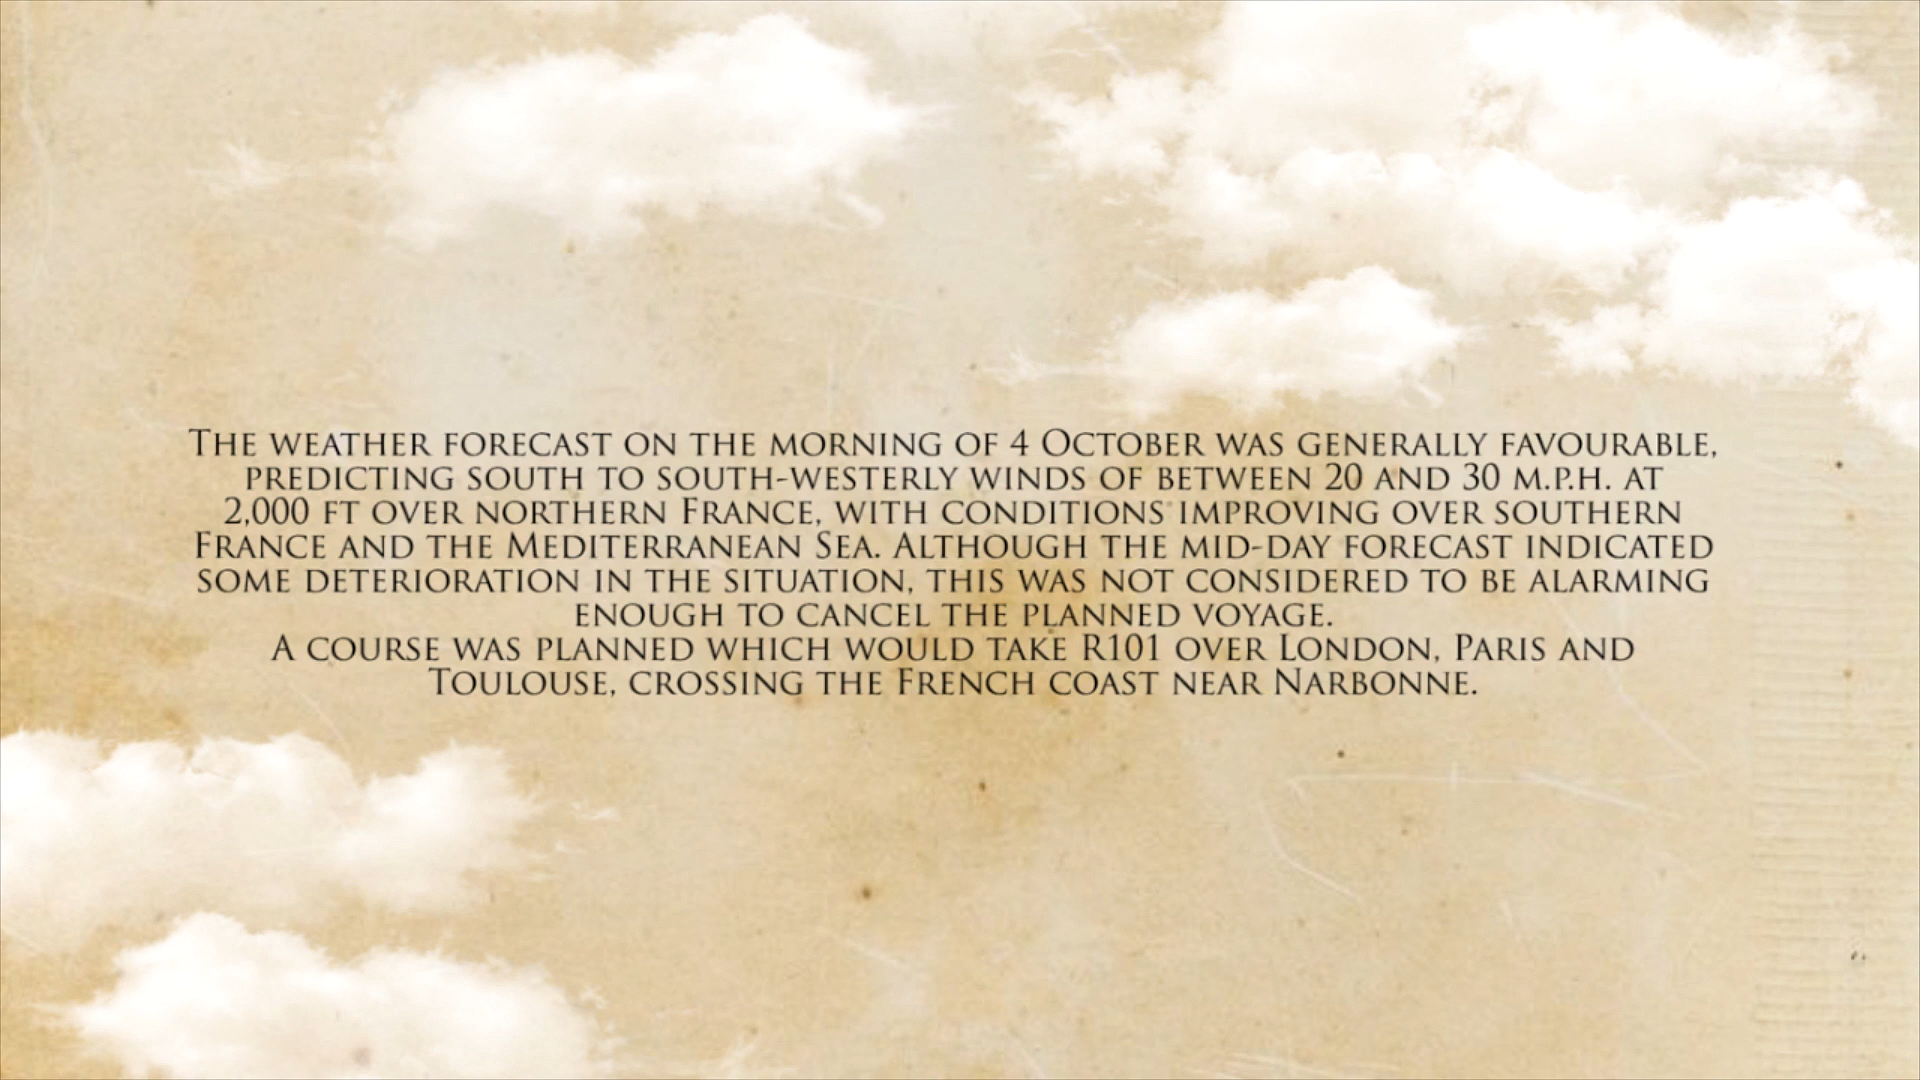 The weather forecast on the morning of 4 October was generally favourable,
predicting south to south-westerly winds of between 20 and 30 m.p.h. at
2,000 ft over northern France, with conditions improving over southern
France and the Mediterranean Sea. Although the mid-day forecast indicated
some deterioration in the situation, this was not considered to be alarming
enough to cancel the planned voyage.
A course was planned which would take R101 over London, Paris and
Toulouse, crossing the French coast near Narbonne.